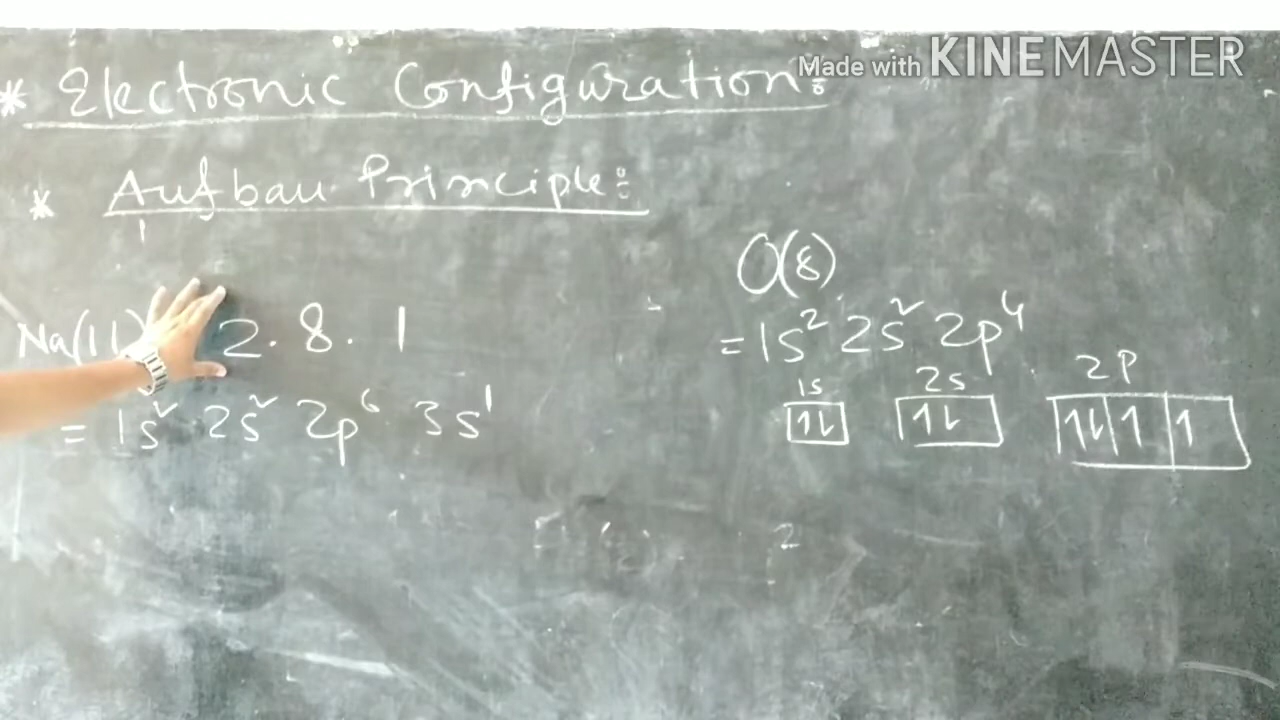 Made with KINEMASTER
* Electronic Configuration:
* Aufbau Principle:
O(8)
Na(11) 2. 8. 1
= 1s² 2s² 2p⁴
= 1s² 2s² 2p⁶ 3s¹
1s 2s 2p
↑↓ ↑↓ ↑↓ ↑ ↑
2